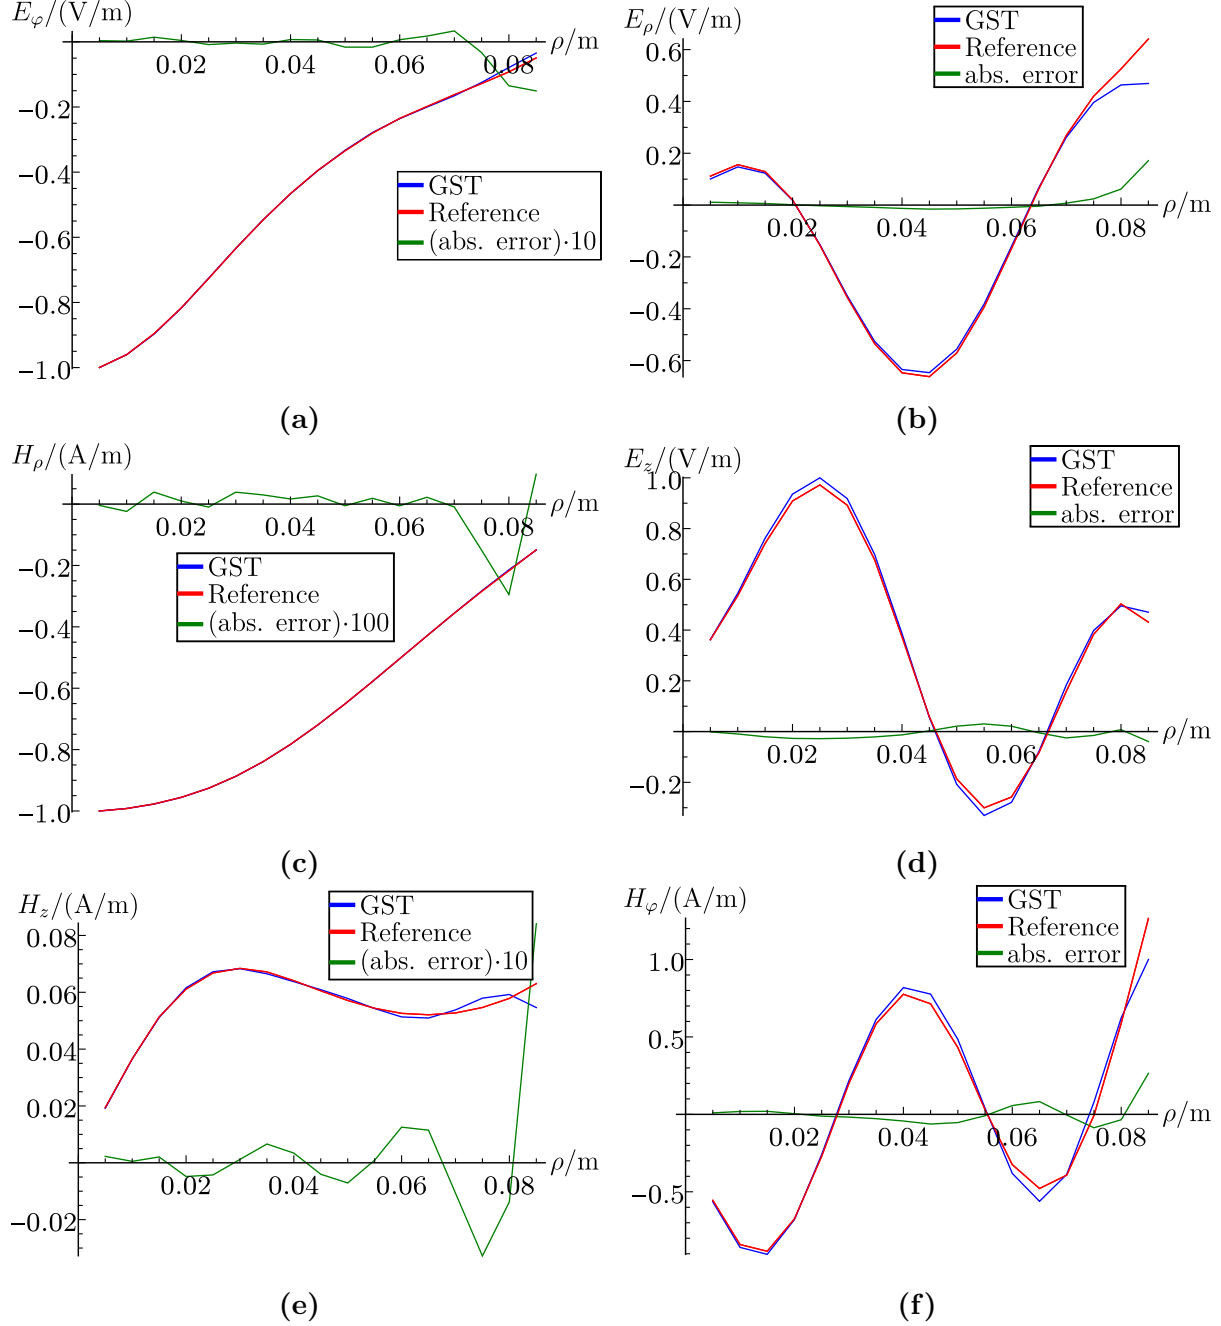 E_φ/(V/m)
ρ/m
0.02 0.04 0.06 0.08
−0.2
−0.4
−0.6
−0.8
−1.0
GST
Reference
(abs. error)·10
(a)
E_ρ/(V/m)
GST
Reference
abs. error
0.6
0.4
0.2
ρ/m
0.02 0.04 0.06 0.08
−0.2
−0.4
−0.6
(b)
H_ρ/(A/m)
ρ/m
0.02 0.04 0.06 0.08
−0.2
−0.4
−0.6
−0.8
−1.0
GST
Reference
(abs. error)·100
(c)
E_z/(V/m)
GST
Reference
abs. error
1.0
0.8
0.6
0.4
0.2
ρ/m
0.02 0.04 0.06 0.08
−0.2
(d)
H_z/(A/m)
GST
Reference
(abs. error)·10
0.08
0.06
0.04
0.02
ρ/m
0.02 0.04 0.06 0.08
−0.02
(e)
H_φ/(A/m)
GST
Reference
abs. error
1.0
0.5
ρ/m
0.02 0.04 0.06 0.08
−0.5
(f)